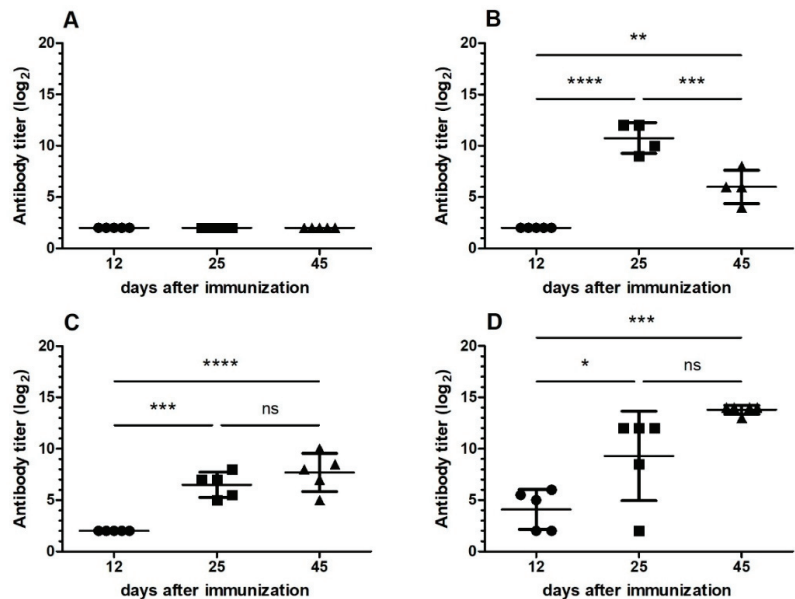 A
Antibody titer (log2)
20
15
10
5
0
12 25 45
days after immunization
B
Antibody titer (log2)
20
15
10
5
0
**
**** ***
12 25 45
days after immunization
C
Antibody titer (log2)
20
15
10
5
0
****
*** ns
12 25 45
days after immunization
D
Antibody titer (log2)
20
15
10
5
0
***
* ns
12 25 45
days after immunization